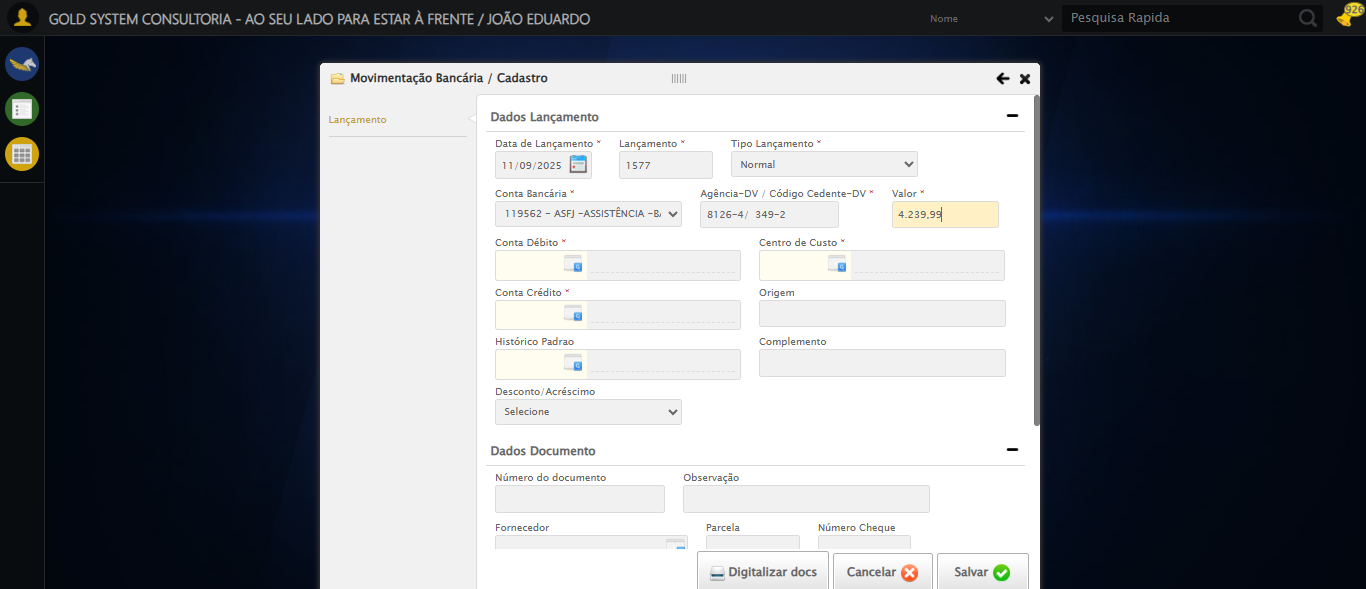 GOLD SYSTEM CONSULTORIA - AO SEU LADO PARA ESTAR À FRENTE / JOÃO EDUARDO
Nome
Pesquisa Rapida
926
Movimentação Bancária / Cadastro
Lançamento
Dados Lançamento
Data de Lançamento * Lançamento * Tipo Lançamento *
11/09/2025 1577 Normal
Conta Bancária * Agência-DV / Código Cedente-DV * Valor *
119562 - ASFJ -ASSISTÊNCIA -BA 8126-4/ 349-2 4.239,99
Conta Débito * Centro de Custo *
Conta Crédito * Origem
Histórico Padrao Complemento
Desconto/Acréscimo
Selecione
Dados Documento
Número do documento Observação
Fornecedor Parcela Número Cheque
Digitalizar docs Cancelar Salvar